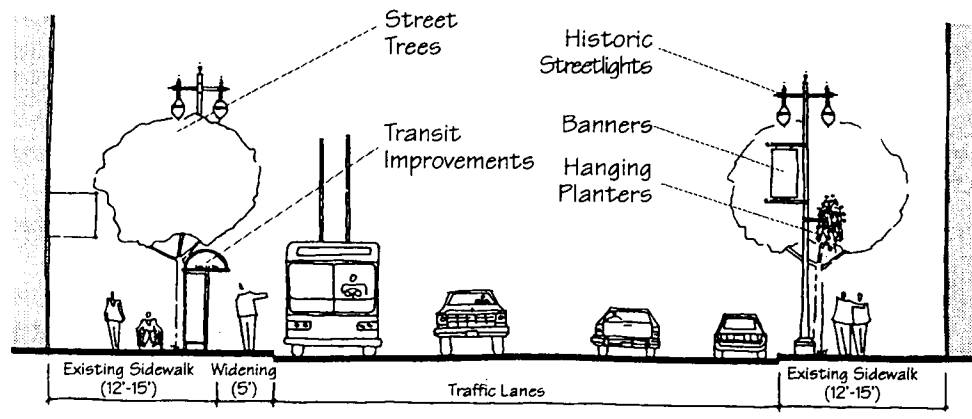 Street
Trees
Historic
Streetlights
Transit
Improvements
Banners
Hanging
Planters
Existing Sidewalk
(12'-15')
Widening
(5')
Traffic Lanes
Existing Sidewalk
(12'-15')